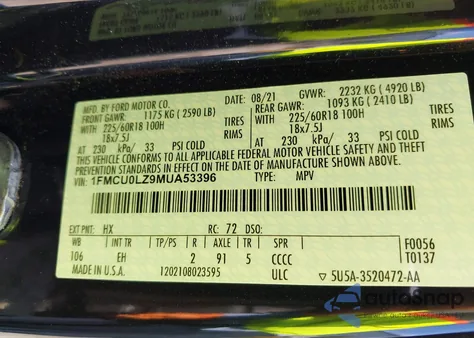 MFD. BY FORD MOTOR CO.
DATE: 08/21 GVWR: 2232 KG ( 4920 LB)
FRONT GAWR: 1175 KG ( 2590 LB) REAR GAWR: 1093 KG ( 2410 LB)
WITH 225/60R18 100H TIRES WITH 225/60R18 100H TIRES
18x7.5J RIMS 18x7.5J RIMS
AT 230 kPa/ 33 PSI COLD AT 230 kPa/ 33 PSI COLD
THIS VEHICLE CONFORMS TO ALL APPLICABLE FEDERAL MOTOR VEHICLE SAFETY AND THEFT
PREVENTION STANDARDS IN EFFECT ON THE DATE OF MANUFACTURE SHOWN ABOVE.
VIN: 1FMCU0LZ9MUA53396 TYPE: MPV
EXT PNT: HX RC: 72 DSO:
WB INT TR TP/PS R AXLE TR SPR F0056
106 EH 2 91 5 CCCC T0137
MADE IN U.S.A. 1202108023595 ULC 5U5A-3520472-AA
autoSnap